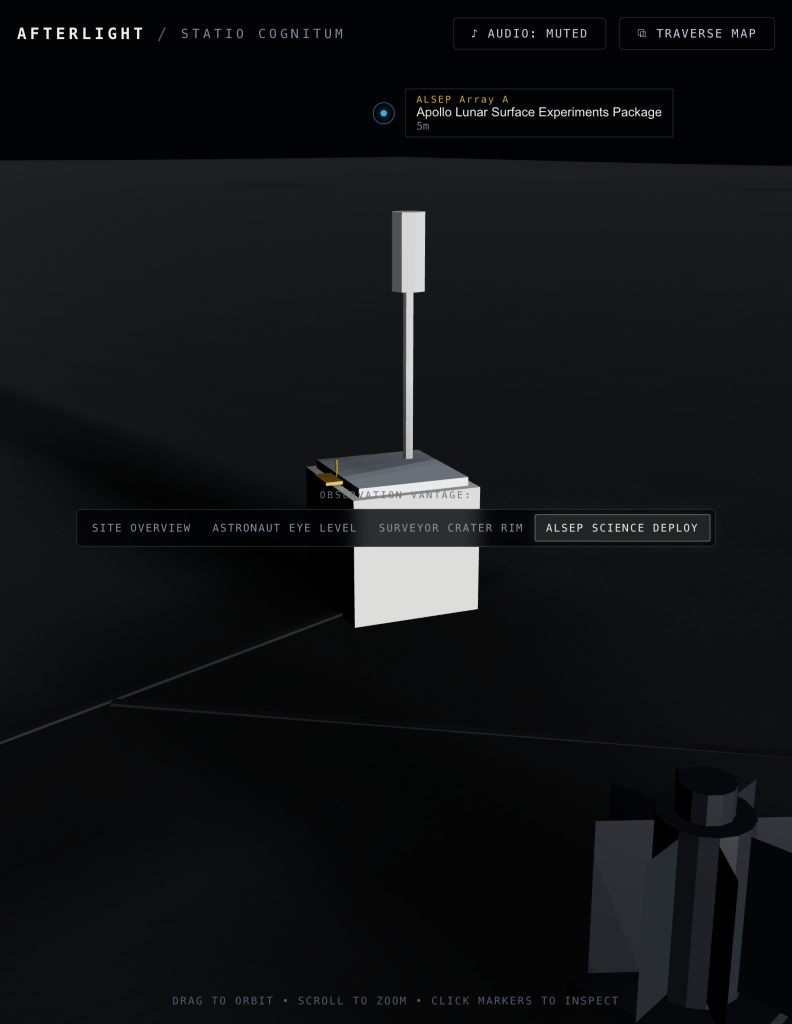 AFTERLIGHT / STATIO COGNITUM
♪ AUDIO: MUTED
TRAVERSE MAP
ALSEP Array A
Apollo Lunar Surface Experiments Package
5m
OBSERVATION VANTAGE:
SITE OVERVIEW ASTRONAUT EYE LEVEL SURVEYOR CRATER RIM ALSEP SCIENCE DEPLOY
DRAG TO ORBIT • SCROLL TO ZOOM • CLICK MARKERS TO INSPECT